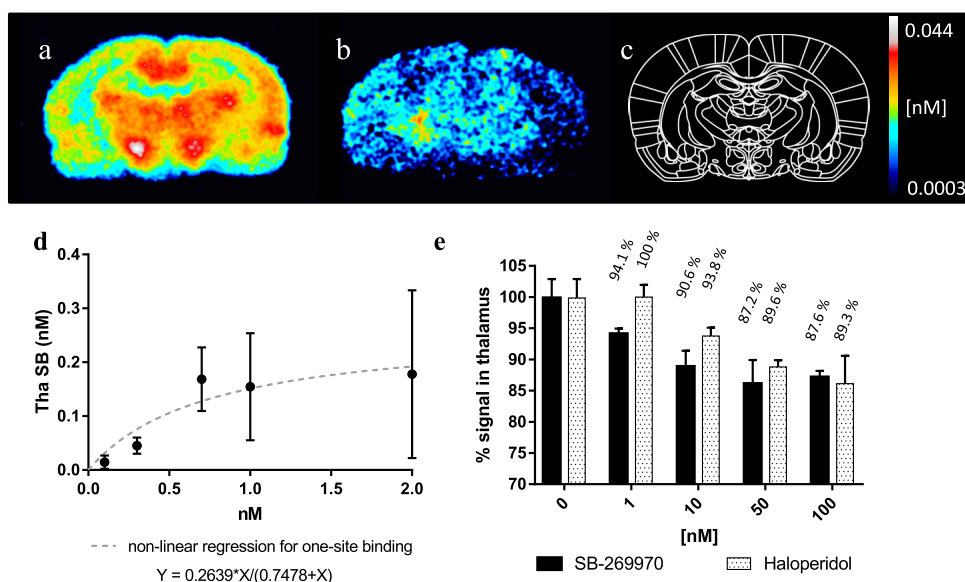 a
b
c
0.044
[nM]
0.0003
d
Tha SB (nM)
0.4
0.3
0.2
0.1
0.0
0.0 0.5 1.0 1.5 2.0
nM
non-linear regression for one-site binding
Y = 0.2639*X/(0.7478+X)
e
% signal in thalamus
105
100
95
90
85
80
75
70
94.1 %
100 %
90.6 %
93.8 %
87.2 %
89.6 %
87.6 %
89.3 %
0 1 10 50 100
[nM]
SB-269970 Haloperidol